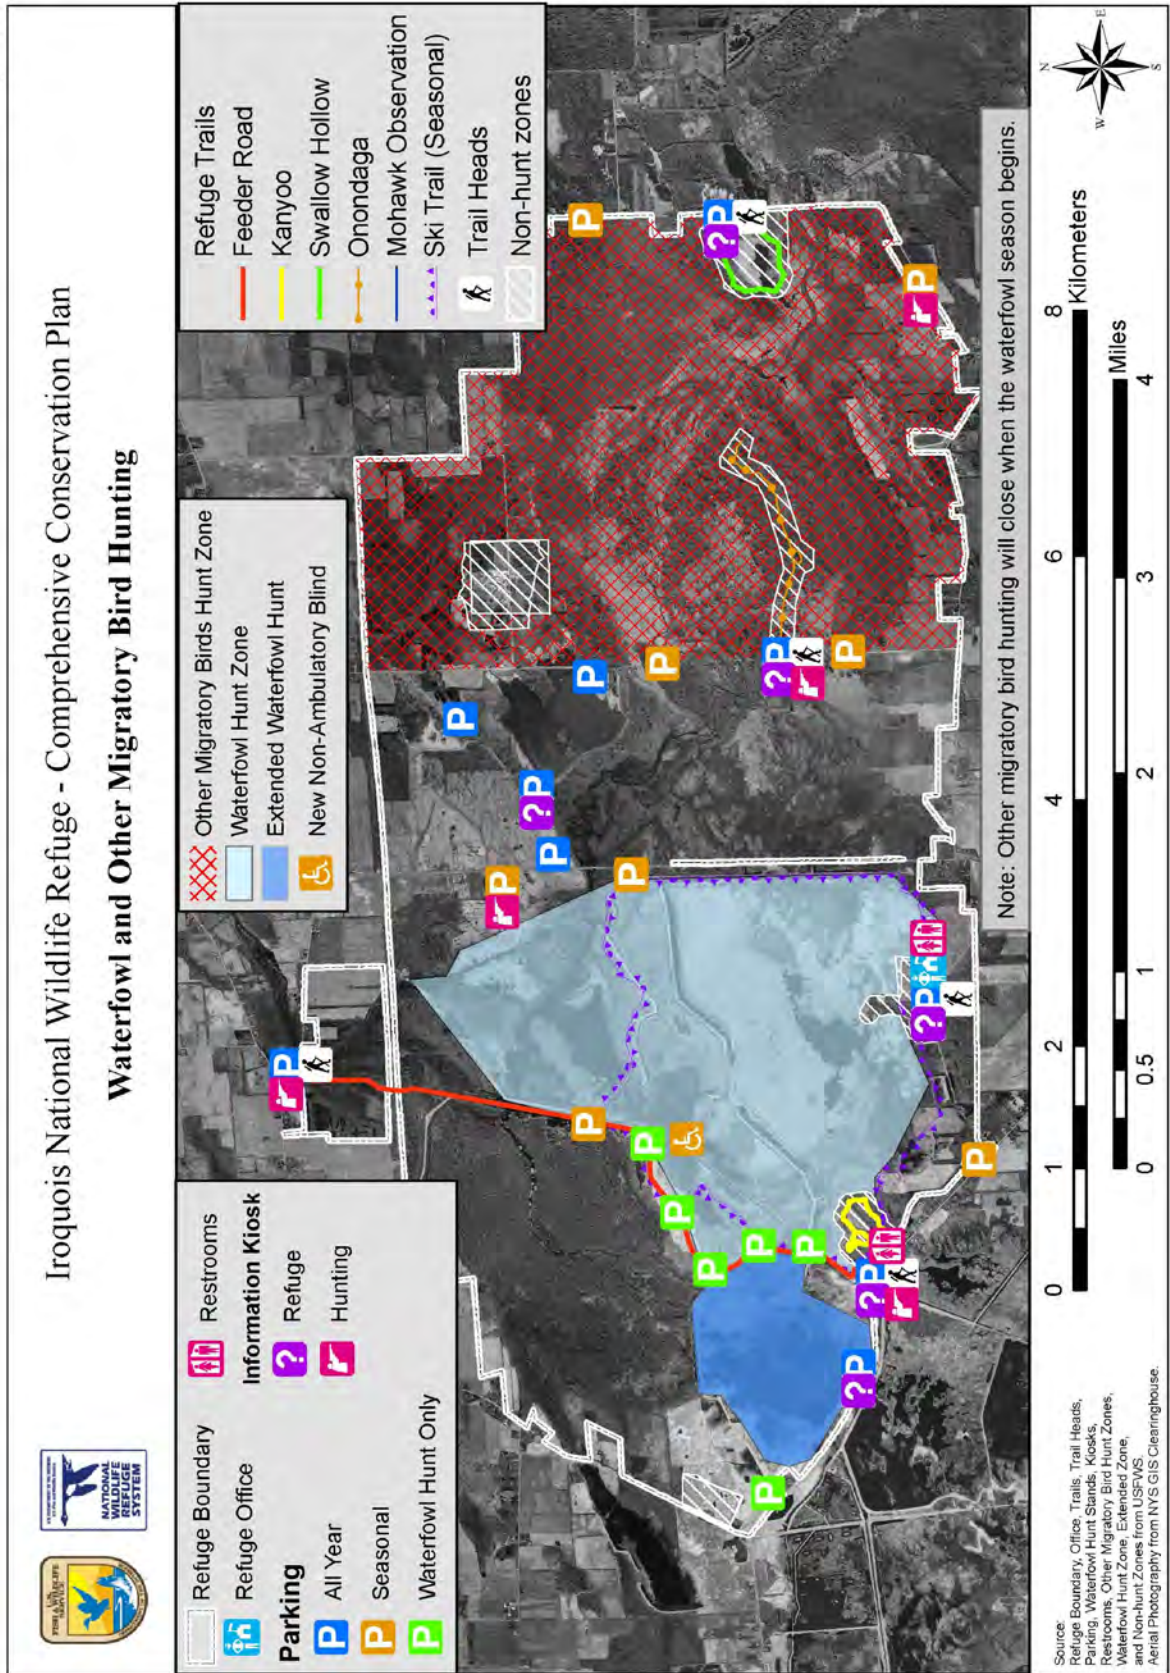 Iroquois National Wildlife Refuge - Comprehensive Conservation Plan
Waterfowl and Other Migratory Bird Hunting
U.S.
FISH & WILDLIFE
SERVICE
NATIONAL
WILDLIFE
REFUGE
SYSTEM
Refuge Boundary
Refuge Office
Parking
P All Year
P Seasonal
P Waterfowl Hunt Only
Restrooms
Information Kiosk
? Refuge
Hunting
Other Migratory Birds Hunt Zone
Waterfowl Hunt Zone
Extended Waterfowl Hunt
New Non-Ambulatory Blind
Refuge Trails
Feeder Road
Kanyoo
Swallow Hollow
Onondaga
Mohawk Observation
Ski Trail (Seasonal)
Trail Heads
Non-hunt zones
P
P
P
P
P
P
P
P
P
?
P
?
P
P
P
?
P
P
P
P
P
P
?
P
?
P
?
P
P
P
Note: Other migratory bird hunting will close when the waterfowl season begins.
0 1 2 4 6 8
Kilometers
0 0.5 1 2 3 4
Miles
N
E
S
W
Source:
Refuge Boundary, Office, Trails, Trail Heads,
Parking, Waterfowl Hunt Stands, Kiosks,
Restrooms, Other Migratory Bird Hunt Zones,
Waterfowl Hunt Zone, Extended Zone,
and Non-hunt Zones from USFWS.
Aerial Photography from NYS GIS Clearinghouse.